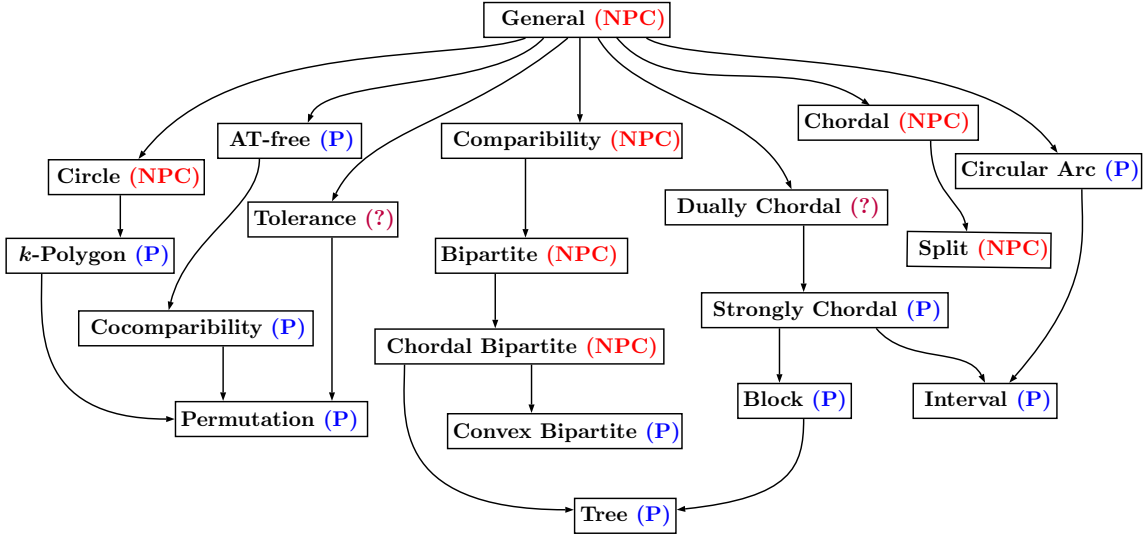 General (NPC)
Chordal (NPC)
AT-free (P)
Comparibility (NPC)
Circular Arc (P)
Circle (NPC)
Dually Chordal (?)
Tolerance (?)
Split (NPC)
k-Polygon (P)
Bipartite (NPC)
Strongly Chordal (P)
Cocomparibility (P)
Chordal Bipartite (NPC)
Block (P)
Interval (P)
Permutation (P)
Convex Bipartite (P)
Tree (P)